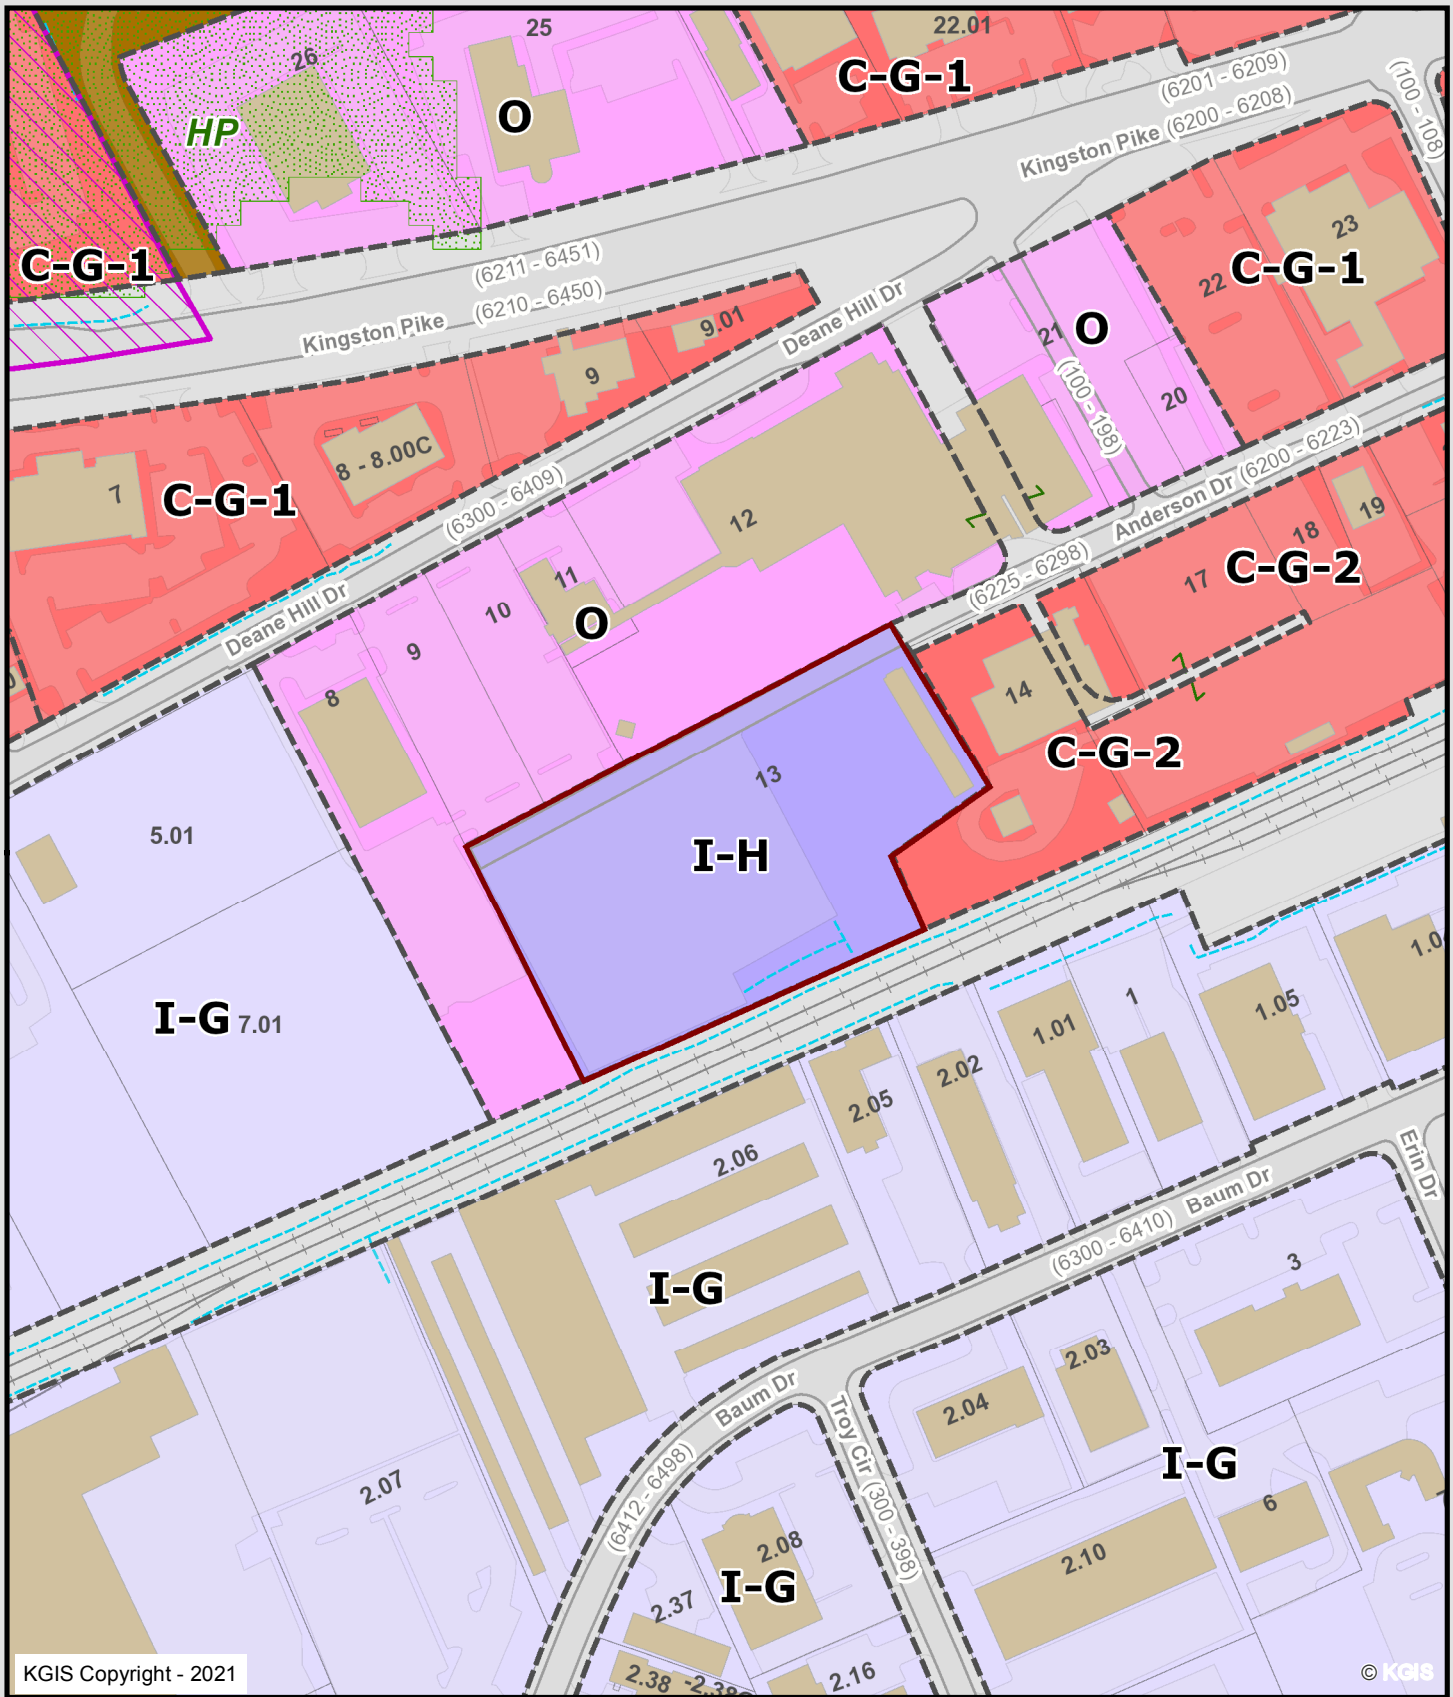 25
22.01
26
C-G-1
HP
O
(6201 - 6209)
(100 - 108)
Kingston Pike (6200 - 6208)
C-G-1
(6211 - 6451)
23
C-G-1
22
(6210 - 6450)
Kingston Pike
9.01
Deane Hill Dr
O
21
9
(100 - 198)
20
8 - 8.00C
7
C-G-1
(6300 - 6409)
12
Anderson Dr (6200 - 6223)
19
18
11
C-G-2
17
(6225 - 6298)
Deane Hill Dr
10
O
9
8
14
C-G-2
13
5.01
I-H
I-G 7.01
1
1.05
1.01
2.02
2.05
2.06
Erin Dr
Baum Dr
(6300 - 6410)
3
I-G
2.03
Baum Dr
2.04
Troy Cir (300 - 398)
I-G
2.07
(6412 - 6498)
6
2.08
2.10
I-G
2.37
2.38
2.16
KGIS Copyright - 2021
© KGIS